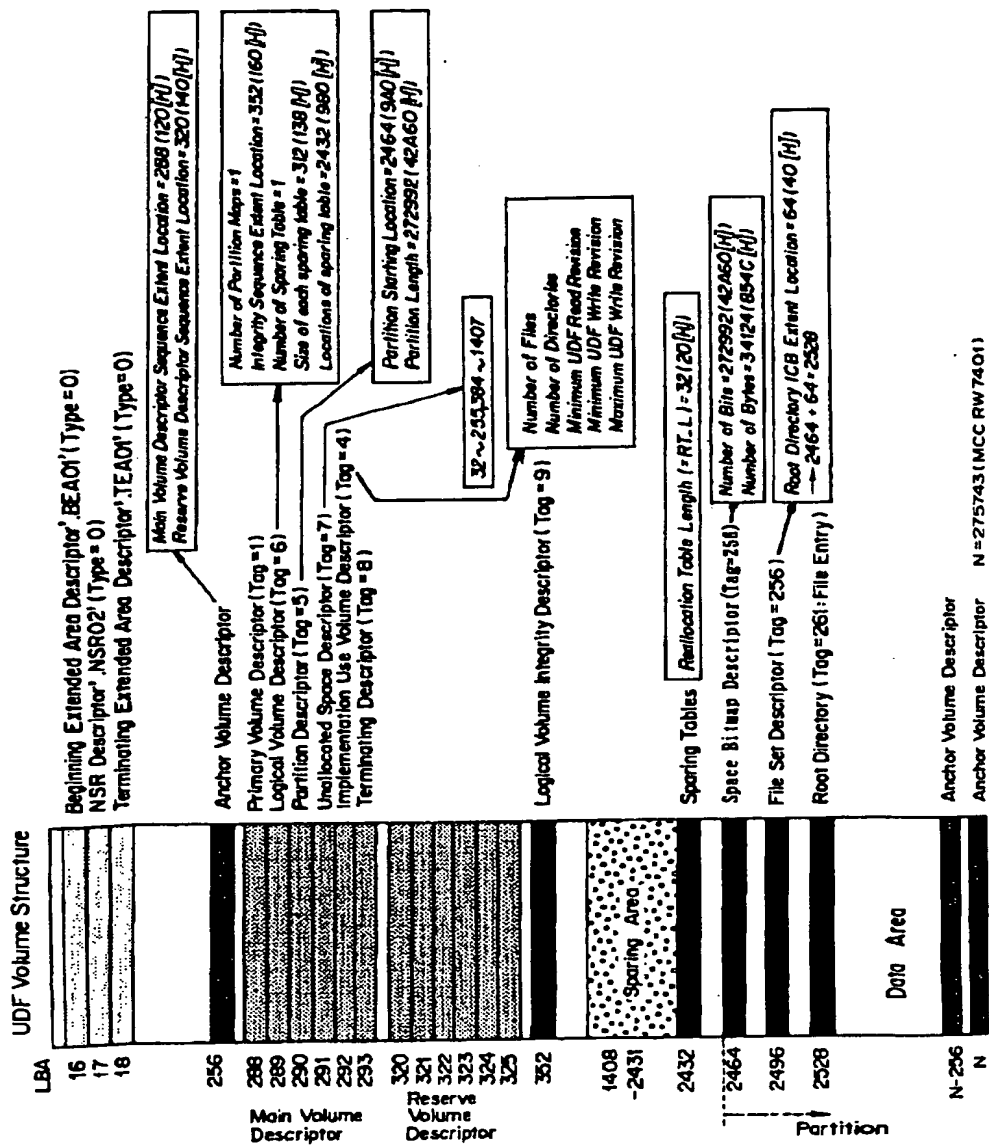 UDF Volume Structure
LBA
16 Beginning Extended Area Descriptor'.BEA01' (Type=0)
17 NSR Descriptor'.NSR02' (Type=0)
18 Terminating Extended Area Descriptor'.TEA01' (Type=0)
256 Anchor Volume Descriptor
Main Volume Descriptor Sequence Extent Location=288(120[H])
Reserve Volume Descriptor Sequence Extent Location=320(140[H])
Main Volume
Descriptor
288 Primary Volume Descriptor (Tag=1)
289 Logical Volume Descriptor (Tag=6)
290 Partition Descriptor (Tag=5)
291 Unallocated Space Descriptor (Tag=7)
292 Implementation Use Volume Descriptor (Tag=4)
293 Terminating Descriptor (Tag=8)
Number of Partition Maps=1
Integrity Sequence Extent Location=352(160[H])
Number of Sparing Table=1
Size of each sparing table=312(138[H])
Locations of sparing table=2432(980[H])
Partition Starting Location=2464(9A0[H])
Partition Length=272992(42A60[H])
32~255,384~1407
Reserve
Volume
Descriptor
320
321
322
323
324
325
352 Logical Volume Integrity Descriptor (Tag=9)
Number of Files
Number of Directories
Minimum UDF Read Revision
Minimum UDF Write Revision
Maximum UDF Write Revision
1408
-2431
Sparing Area
2432 Sparing Tables
Reallocation Table Length (=RT_L)=32(20[H])
2464 Space Bitmap Descriptor (Tag=258)
Number of Bits=272992(42A60[H])
Number of Bytes=34124(854C[H])
2496 File Set Descriptor (Tag=256)
Root Directory ICB Extent Location=64(40[H])
→2464+64=2528
2528 Root Directory (Tag=261:File Entry)
Partition
Data Area
N-256 Anchor Volume Descriptor
N Anchor Volume Descriptor N=275743(MCC RW7401)